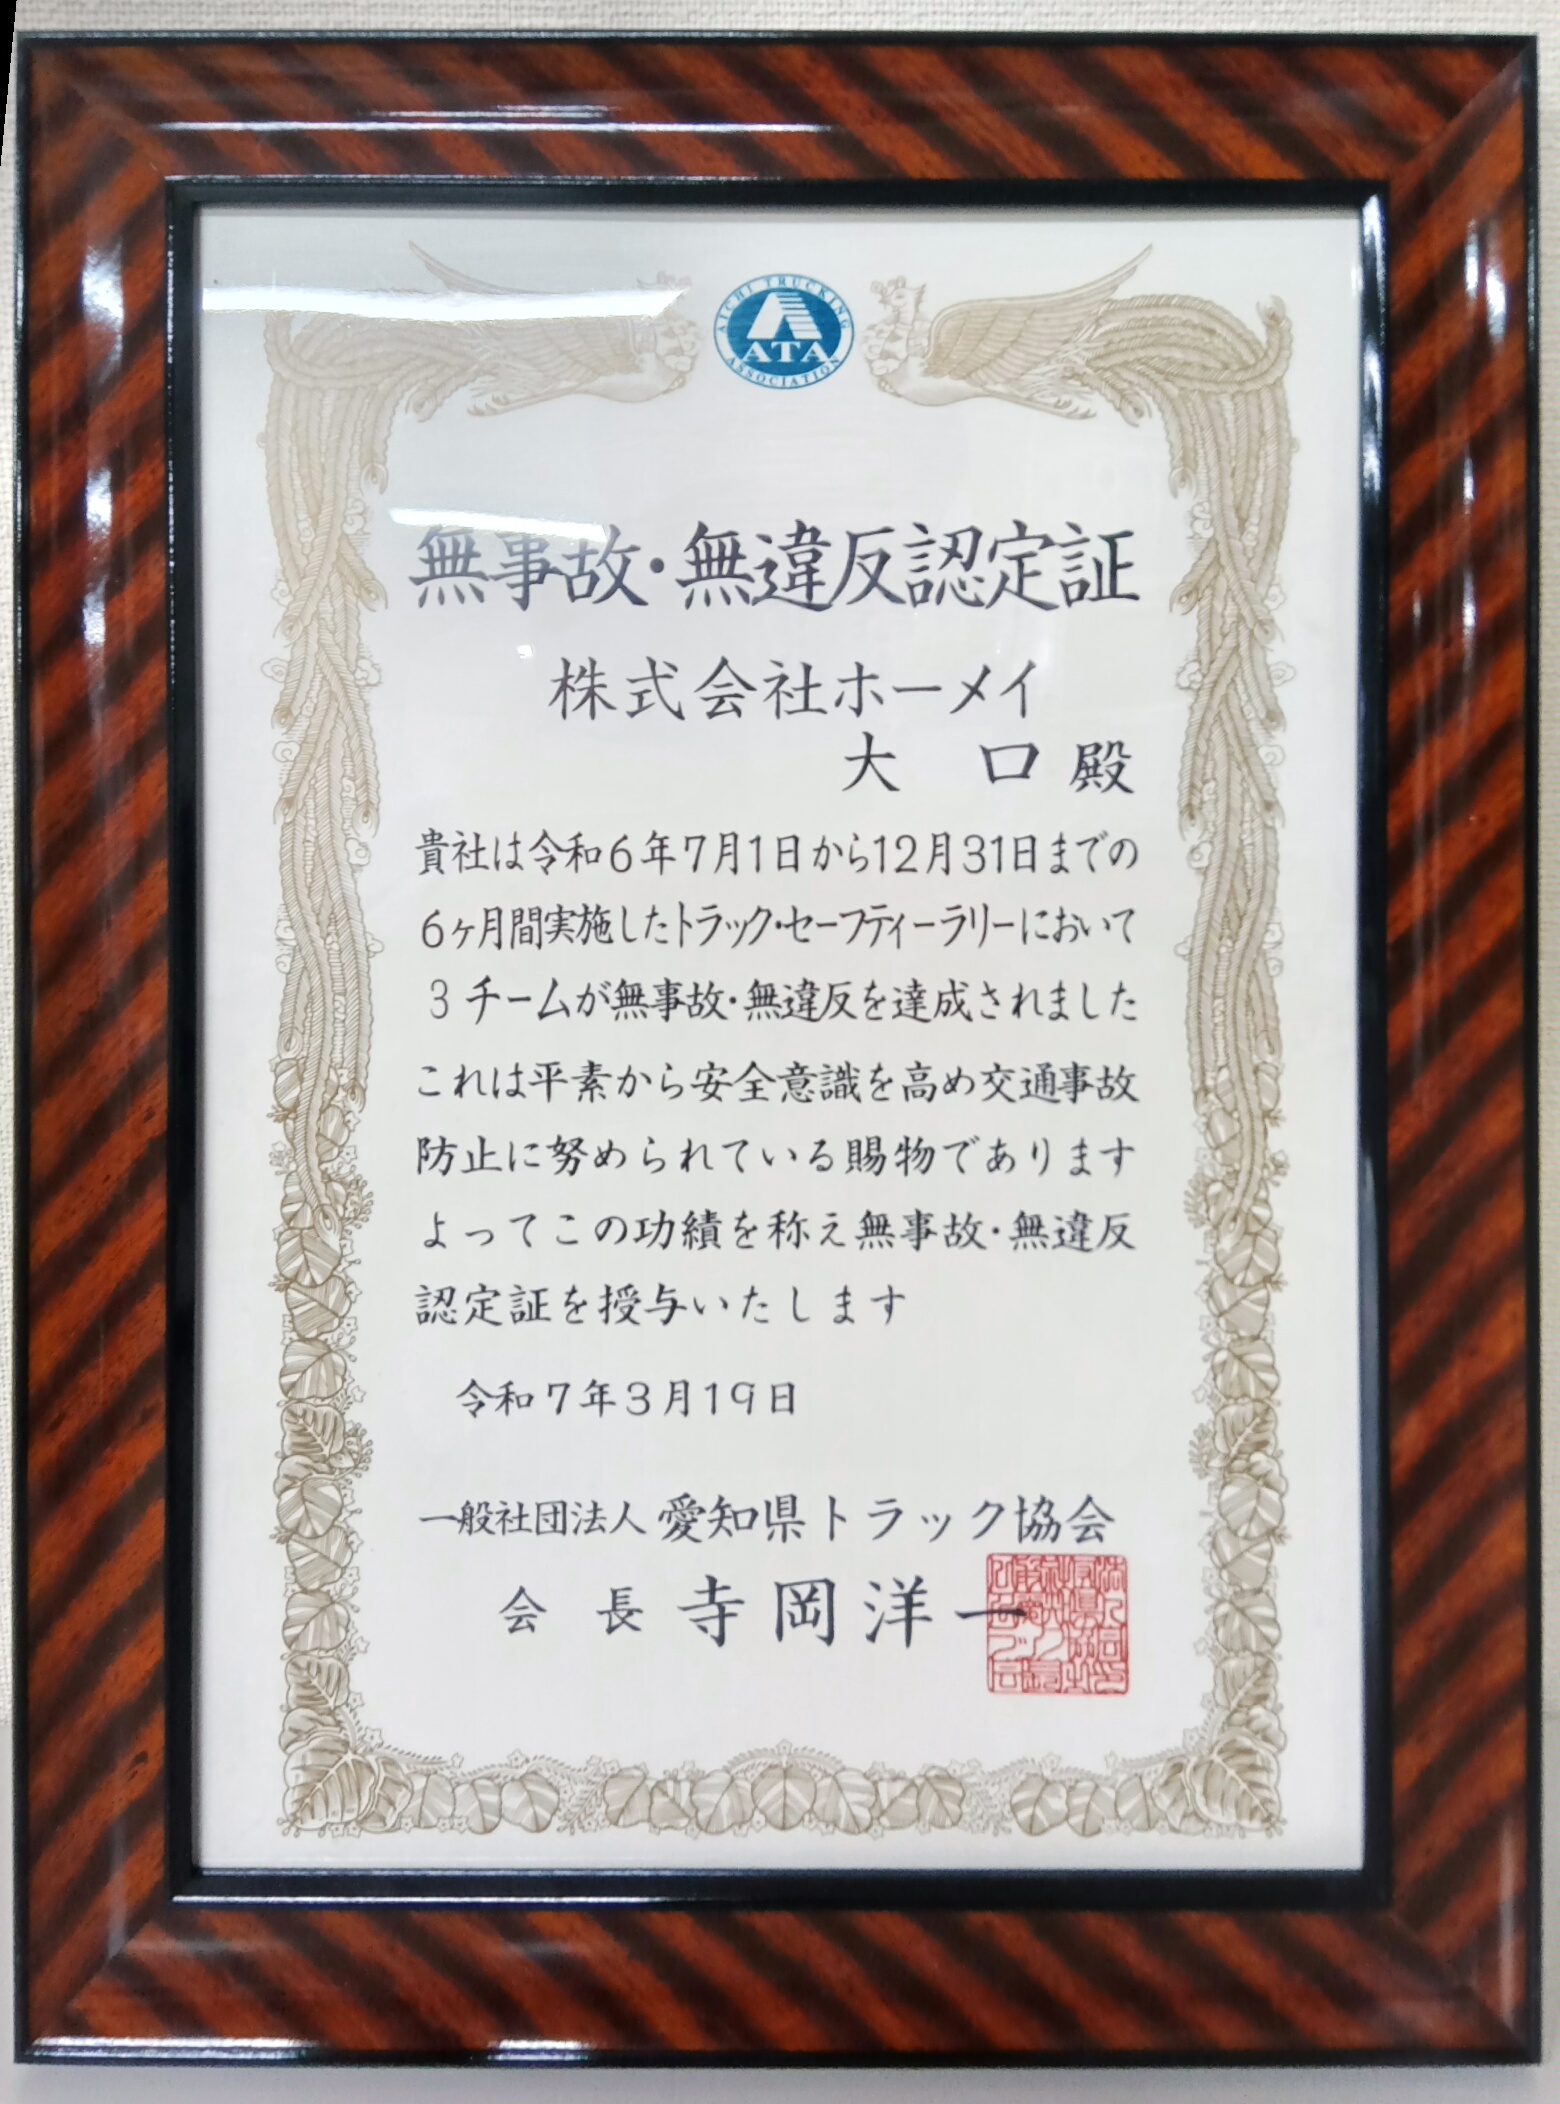 AICHI TRUCKING
ATA
ASSOCIATION
無事故・無違反認定証
株式会社ホーメイ
大 口 殿
貴社は令和6年7月1日から12月31日までの
6ヶ月間実施したトラック・セーフティーラリーにおいて
3 チームが無事故・無違反を達成されました
これは平素から安全意識を高め交通事故
防止に努められている賜物であります
よってこの功績を称え無事故・無違反
認定証を授与いたします
令和7年3月19日
一般社団法人 愛知県トラック協会
会 長 寺岡洋一